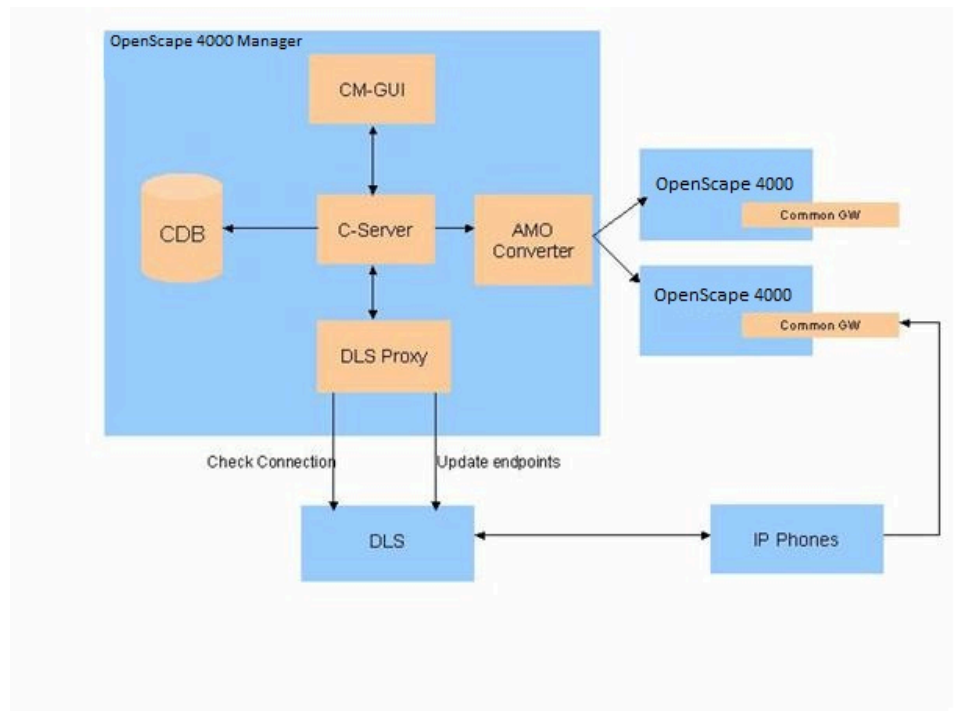 OpenScape 4000 Manager
CM-GUI
CDB
C-Server
AMO
Converter
OpenScape 4000
Common GW
OpenScape 4000
Common GW
DLS Proxy
Check Connection
Update endpoints
DLS
IP Phones